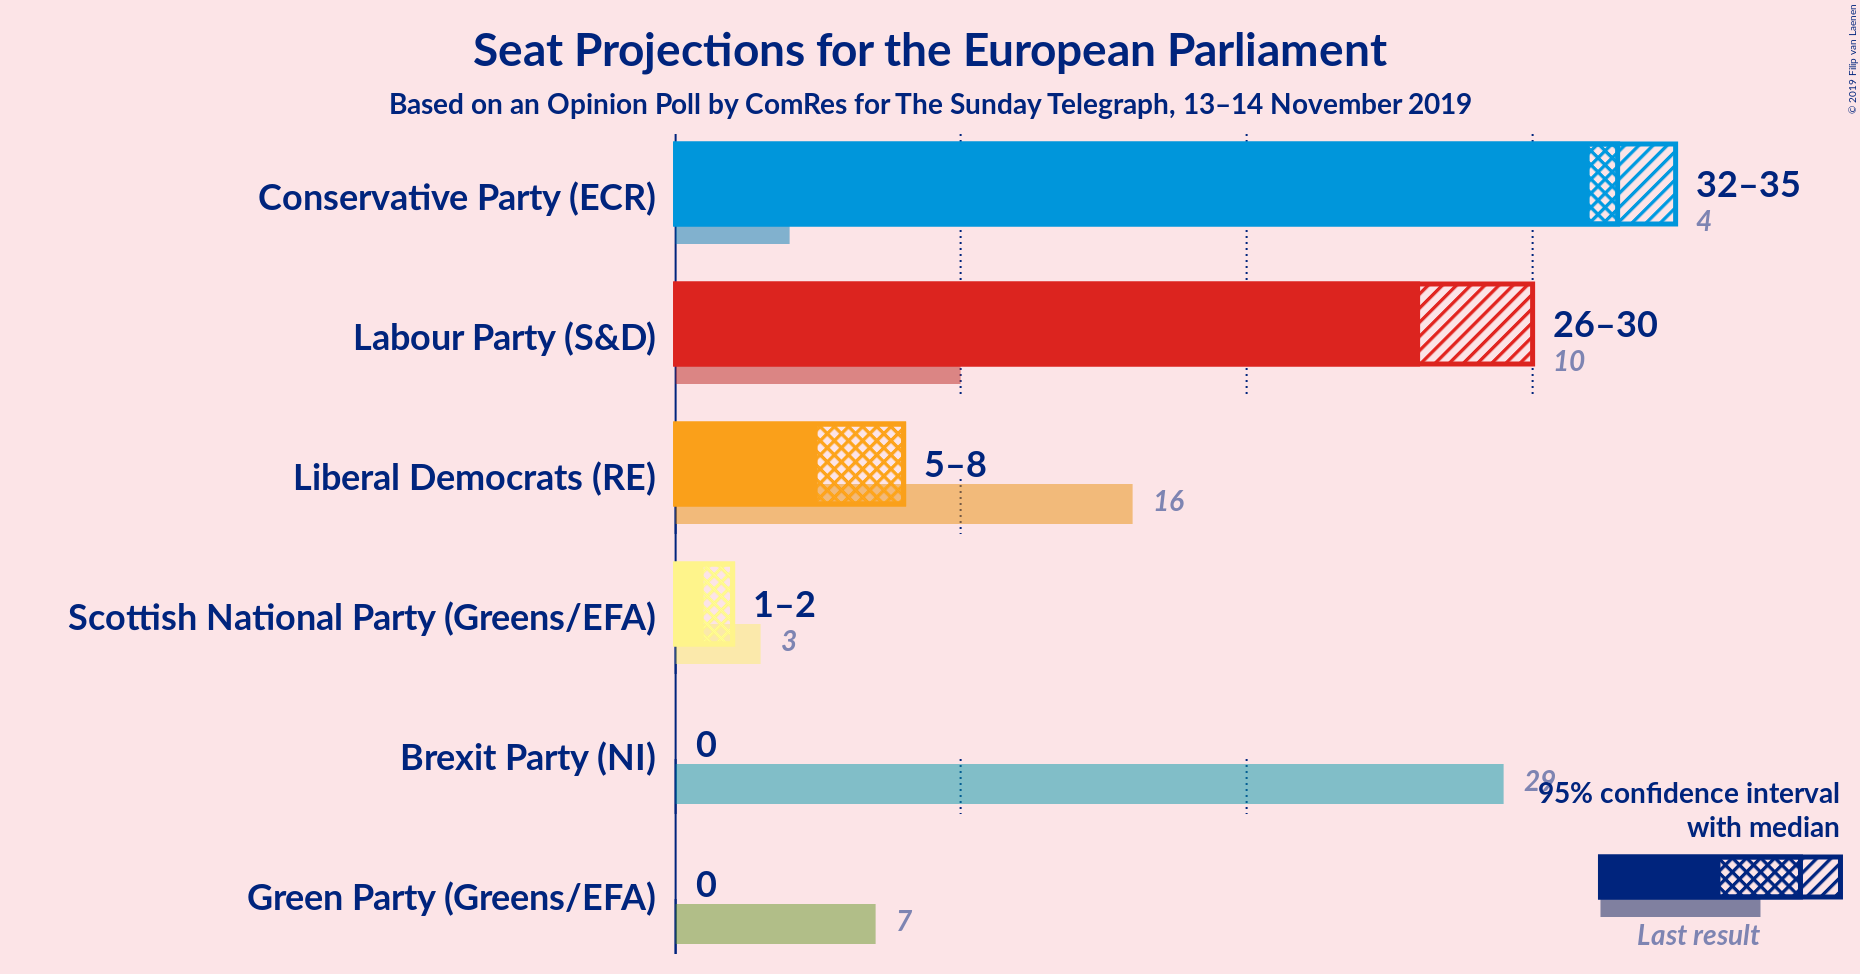 Seat Projections for the European Parliament
Based on an Opinion Poll by ComRes for The Sunday Telegraph, 13–14 November 2019
© 2019 Filip van Laenen
Conservative Party (ECR)
32–35
4
Labour Party (S&D)
26–30
10
Liberal Democrats (RE)
5–8
16
Scottish National Party (Greens/EFA)
1–2
3
Brexit Party (NI)
0
29
Green Party (Greens/EFA)
0
7
95% confidence interval
with median
Last result